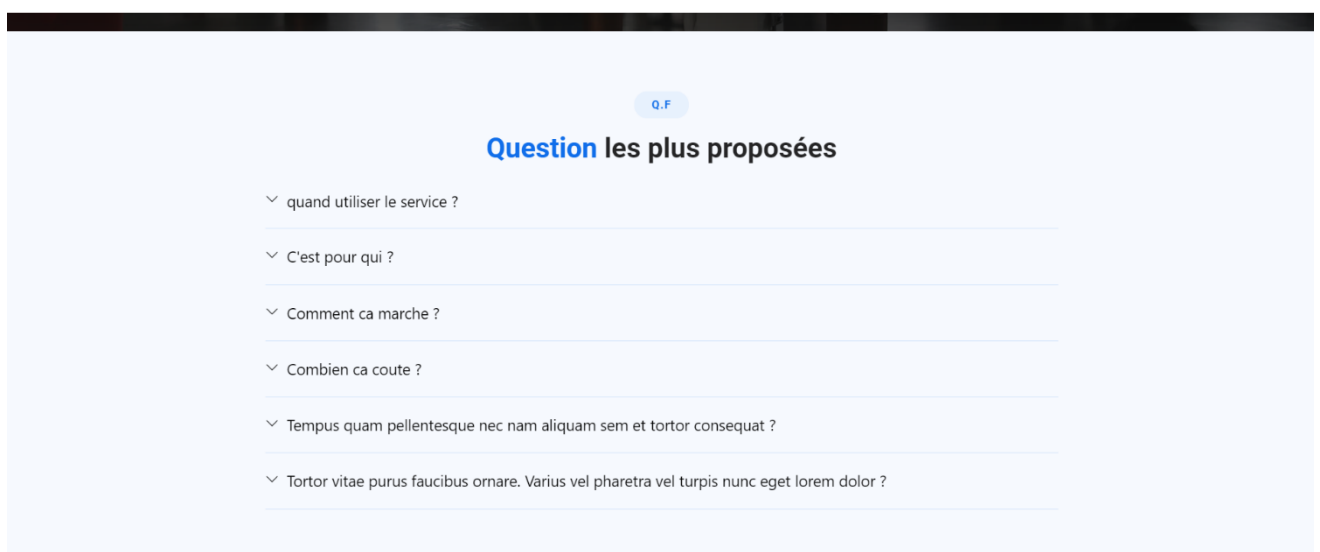 Q.F
Question les plus proposées
quand utiliser le service ?
C'est pour qui ?
Comment ca marche ?
Combien ca coute ?
Tempus quam pellentesque nec nam aliquam sem et tortor consequat ?
Tortor vitae purus faucibus ornare. Varius vel pharetra vel turpis nunc eget lorem dolor ?